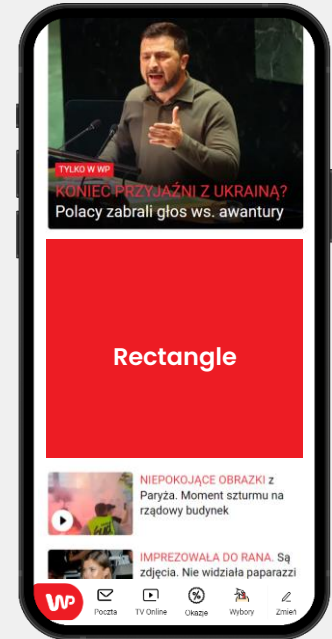 TYLKO W WP
KONIEC PRZYJAŹNI Z UKRAINĄ?
Polacy zabrali głos ws. awantury
Rectangle
NIEPOKOJĄCE OBRAZKI z
Paryża. Moment szturmu na
rządowy budynek
IMPREZOWAŁA DO RANA. Są
zdjęcia. Nie widziała paparazzi
WP
Poczta
TV Online
Okazje
Wybory
Zmień